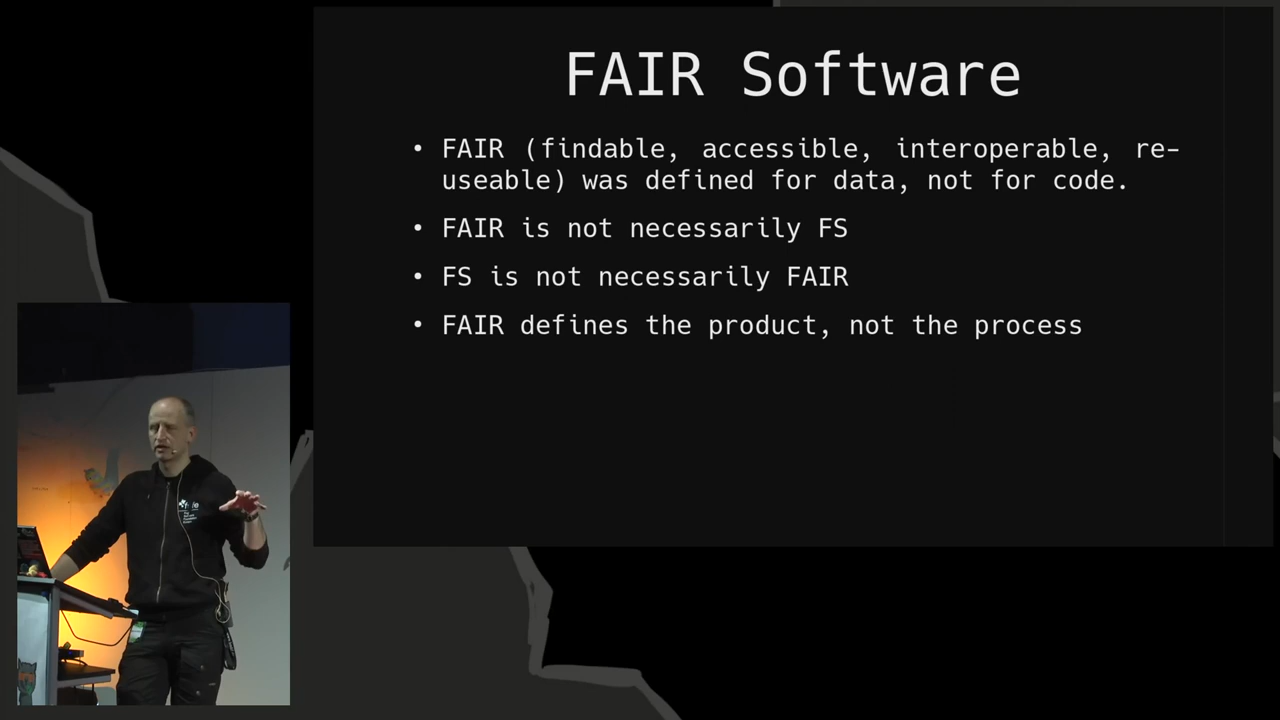 FAIR Software
• FAIR (findable, accessible, interoperable, re-
useable) was defined for data, not for code.
• FAIR is not necessarily FS
• FS is not necessarily FAIR
• FAIR defines the product, not the process